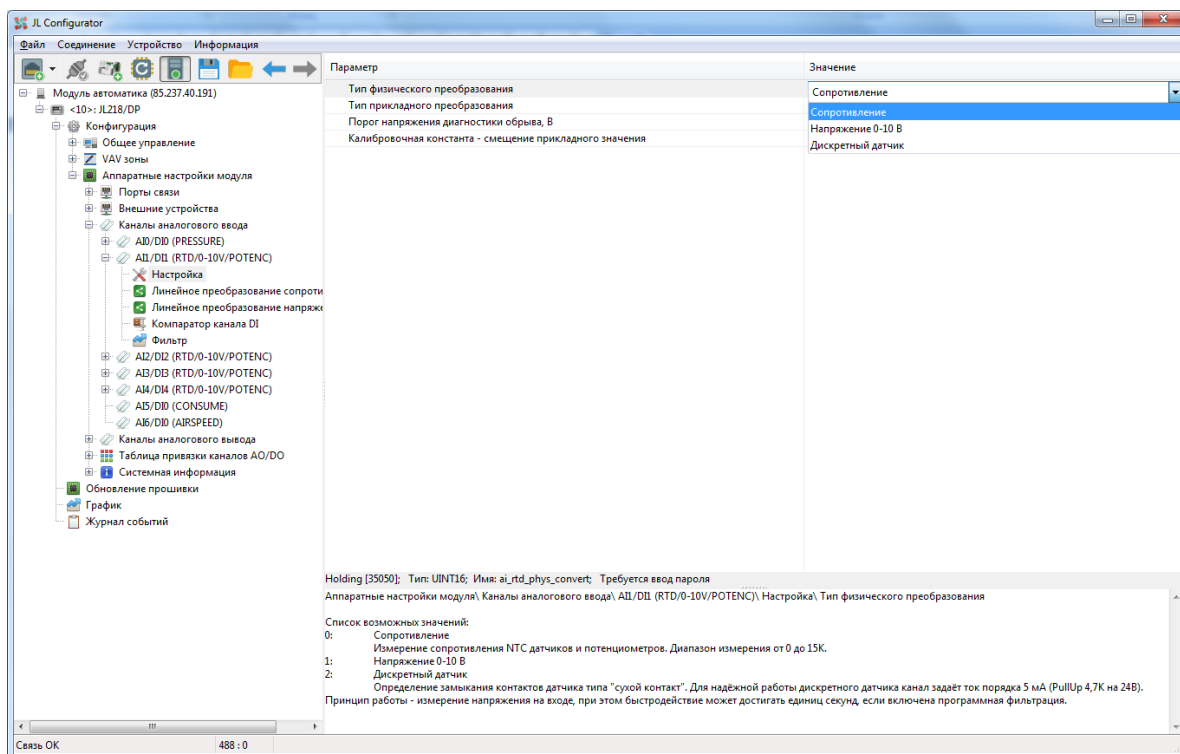 JL Configurator
Файл Соединение Устройство Информация
Модуль автоматика (85.237.40.191)
<10>: JL218/DP
Конфигурация
Общее управление
VAV зоны
Аппаратные настройки модуля
Порты связи
Внешние устройства
Каналы аналогового ввода
AI0/DI0 (PRESSURE)
AI1/DI1 (RTD/0-10V/POTENC)
Настройка
Линейное преобразование сопроти
Линейное преобразование напряже
Компаратор канала DI
Фильтр
AI2/DI2 (RTD/0-10V/POTENC)
AI3/DI3 (RTD/0-10V/POTENC)
AI4/DI4 (RTD/0-10V/POTENC)
AI5/DI0 (CONSUME)
AI6/DI0 (AIRSPEED)
Каналы аналогового вывода
Таблица привязки каналов AO/DO
Системная информация
Обновление прошивки
График
Журнал событий
Параметр Значение
Тип физического преобразования Сопротивление
Тип прикладного преобразования
Порог напряжения диагностики обрыва, В
Калибровочная константа - смещение прикладного значения
Сопротивление
Напряжение 0-10 В
Дискретный датчик
Holding [35050]; Тип: UINT16; Имя: ai_rtd_phys_convert; Требуется ввод пароля
Аппаратные настройки модуля\ Каналы аналогового ввода\ AI1/DI1 (RTD/0-10V/POTENC)\ Настройка\ Тип физического преобразования
Список возможных значений:
0: Сопротивление
Измерение сопротивления NTC датчиков и потенциометров. Диапазон измерения от 0 до 15К.
1: Напряжение 0-10 В
2: Дискретный датчик
Определение замыкания контактов датчика типа "сухой контакт". Для надёжной работы дискретного датчика канал задаёт ток порядка 5 мА (PullUp 4,7К на 24В).
Принцип работы - измерение напряжения на входе, при этом быстродействие может достигать единиц секунд, если включена программная фильтрация.
Связь ОК 488 : 0